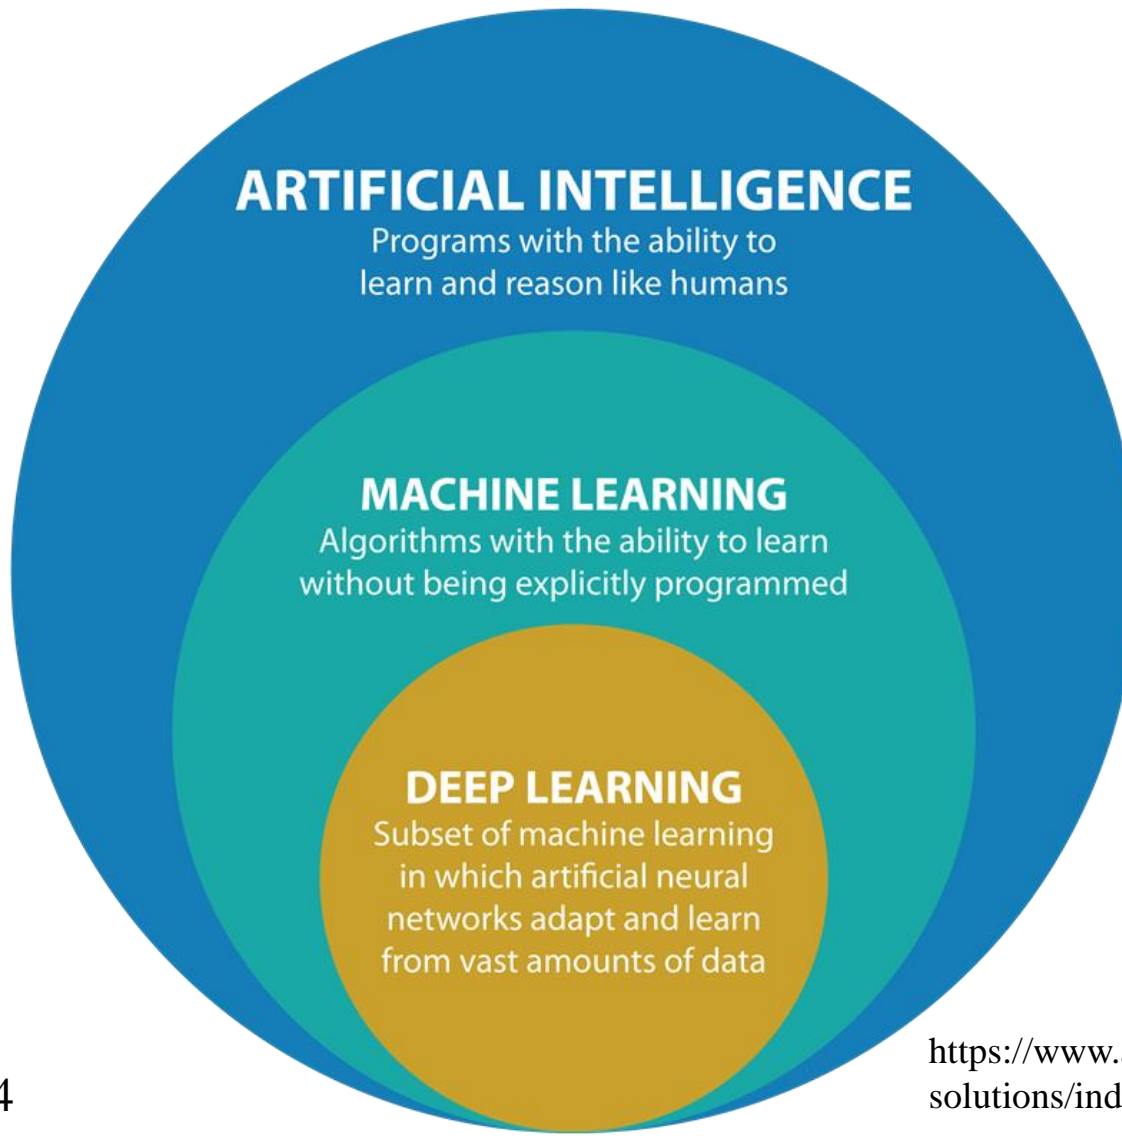 ARTIFICIAL INTELLIGENCE
Programs with the ability to
learn and reason like humans
MACHINE LEARNING
Algorithms with the ability to learn
without being explicitly programmed
DEEP LEARNING
Subset of machine learning
in which artificial neural
networks adapt and learn
from vast amounts of data
https://www.
solutions/ind
4